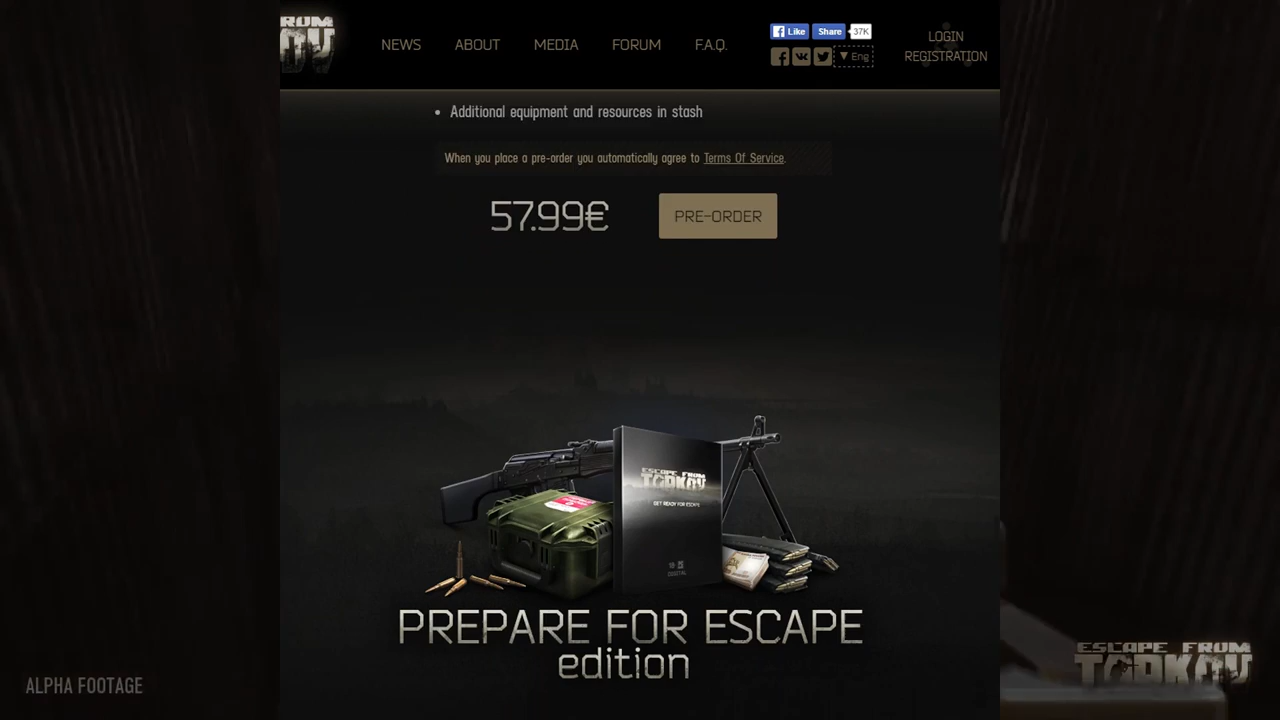 NEWS
ABOUT
MEDIA
FORUM
F.A.Q.
Like
Share
37K
▼ Eng
LOGIN
REGISTRATION
• Additional equipment and resources in stash
When you place a pre-order you automatically agree to Terms Of Service.
57.99€
PRE-ORDER
ESCAPE FROM
TARKOV
GET READY FOR ESCAPE
DIGITAL
PREPARE FOR ESCAPE
edition
ALPHA FOOTAGE
ESCAPE FROM
TARKOV